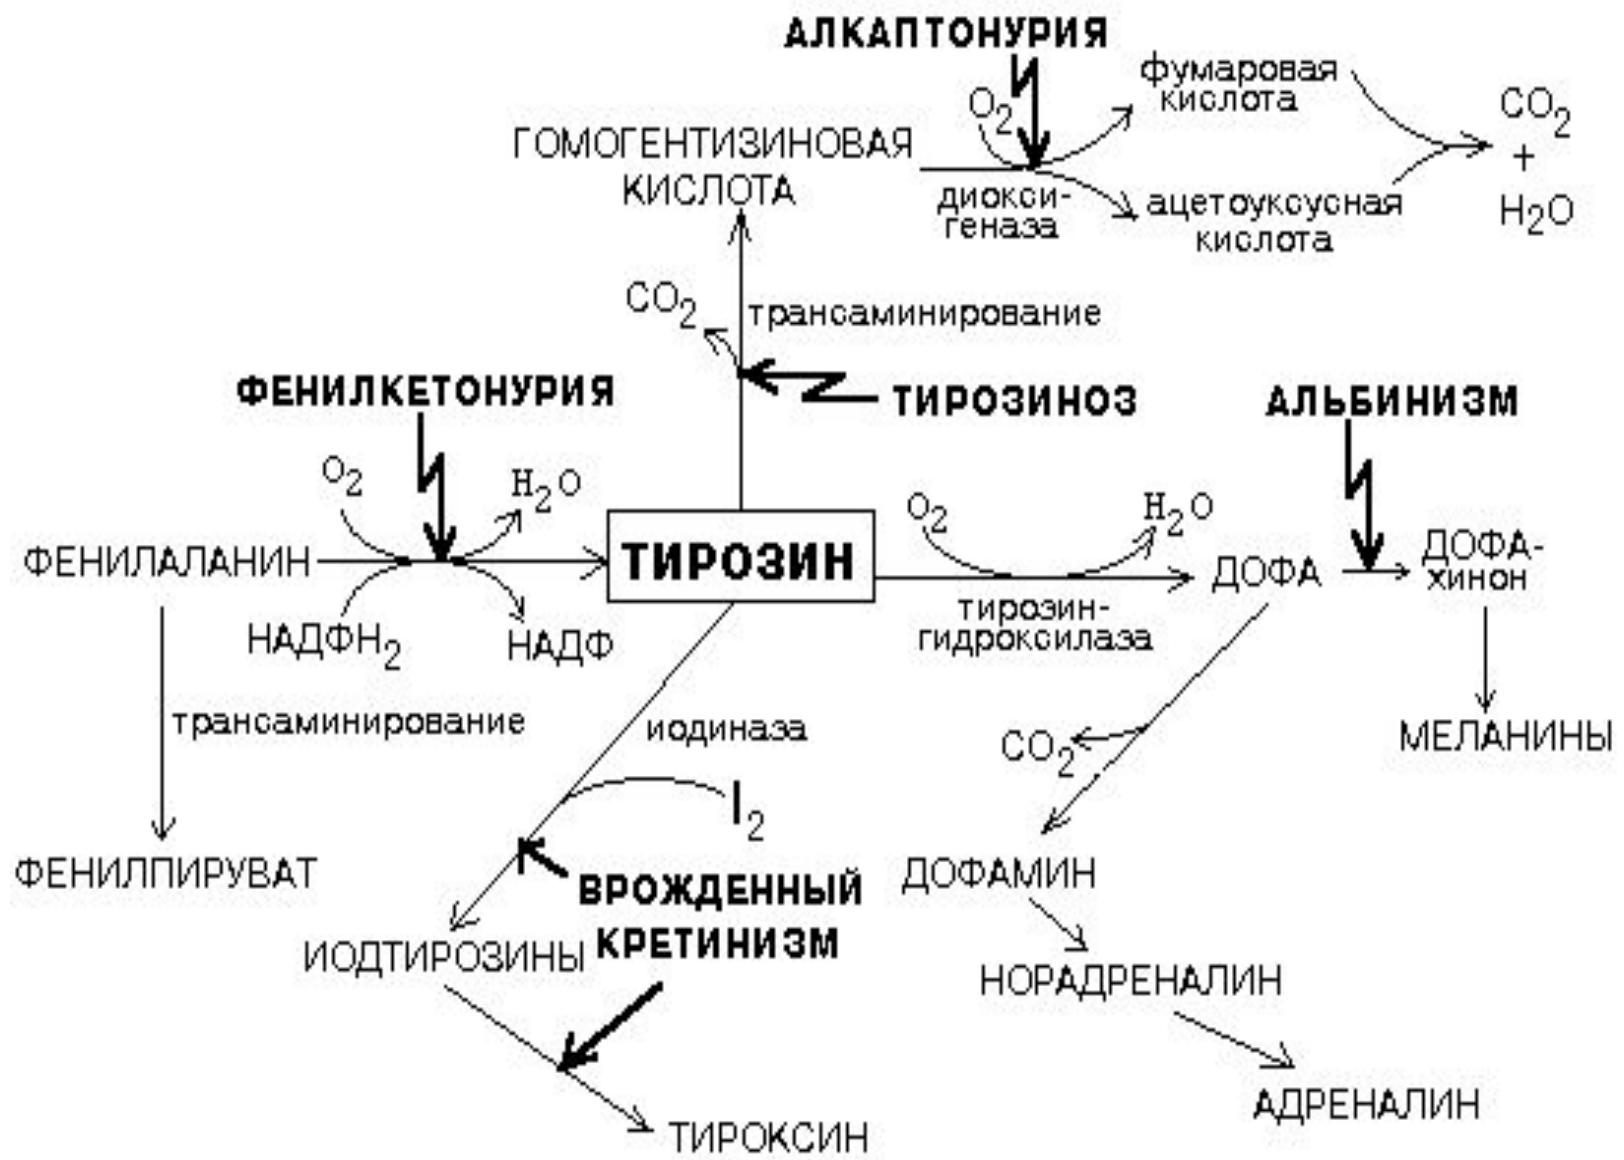 АЛКАПТОНУРИЯ
O2
фумаровая
кислота
CO2
+
H2O
ГОМОГЕНТИЗИНОВАЯ
КИСЛОТА
диокси-
геназа
ацетоуксусная
кислота
CO2
трансаминирование
ФЕНИЛКЕТОНУРИЯ
ТИРОЗИНОЗ
АЛЬБИНИЗМ
O2
H2O
O2
H2O
ФЕНИЛАЛАНИН
ТИРОЗИН
ДОФА
ДОФА-
хинон
НАДФН2
НАДФ
тирозин-
гидроксилаза
трансаминирование
иодиназа
CO2
МЕЛАНИНЫ
I2
ФЕНИЛПИРУВАТ
ВРОЖДЕННЫЙ
КРЕТИНИЗМ
ДОФАМИН
ИОДТИРОЗИНЫ
НОРАДРЕНАЛИН
АДРЕНАЛИН
ТИРОКСИН